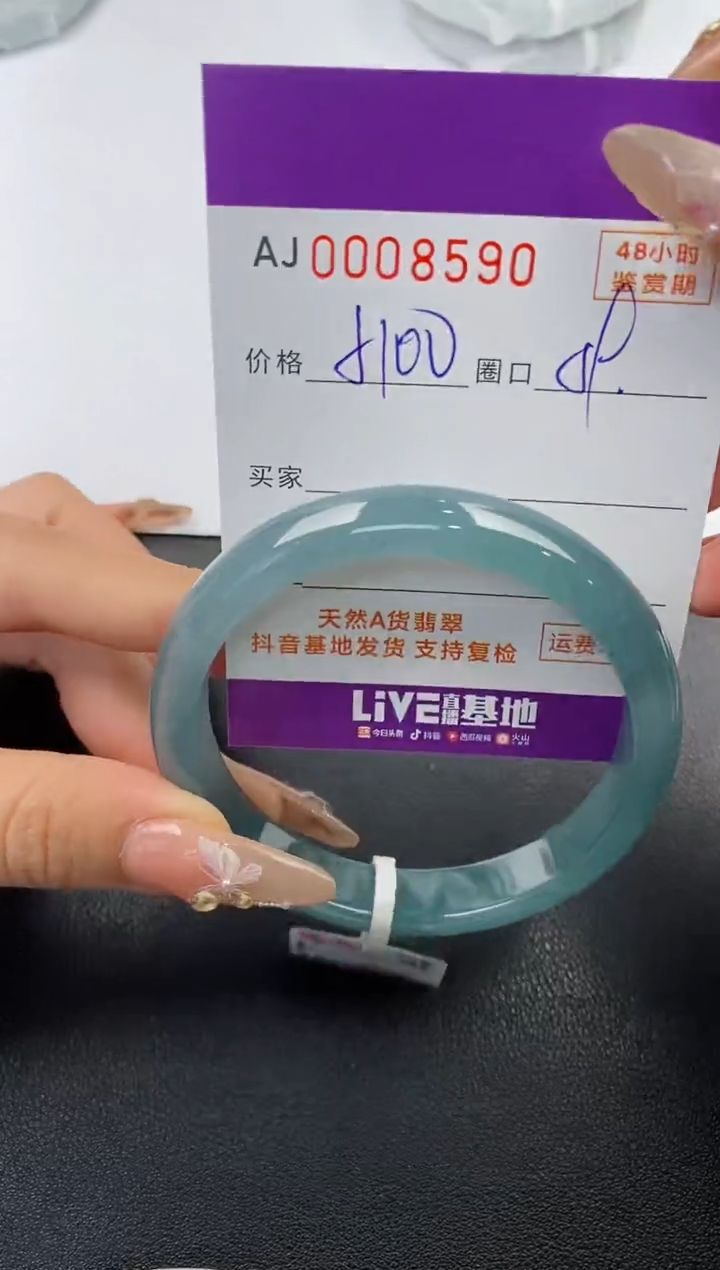 AJ 0008590
48小时
鉴赏期
价格 8100 圈口
买家
天然A货翡翠
抖音基地发货 支持复检
运费
LiVE直播基地
今日头条 抖音 西瓜视频 火山